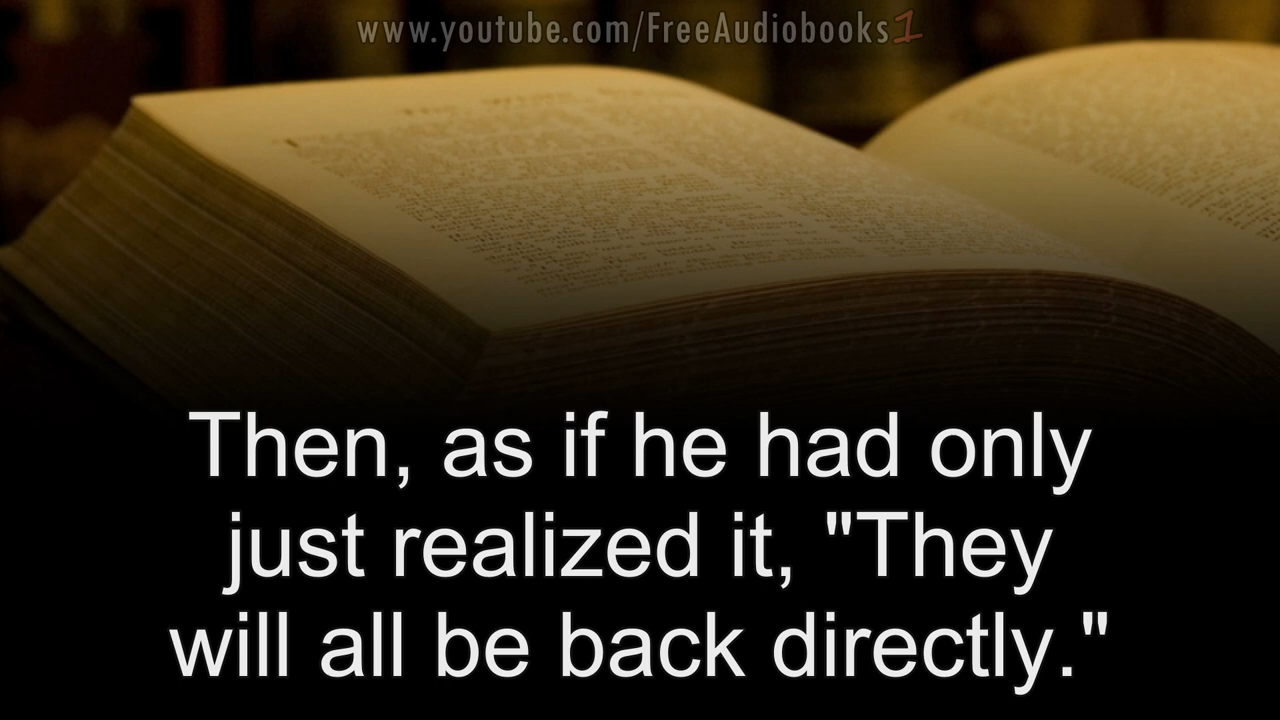 www.youtube.com/FreeAudiobooks1
Then, as if he had only
just realized it, "They
will all be back directly."